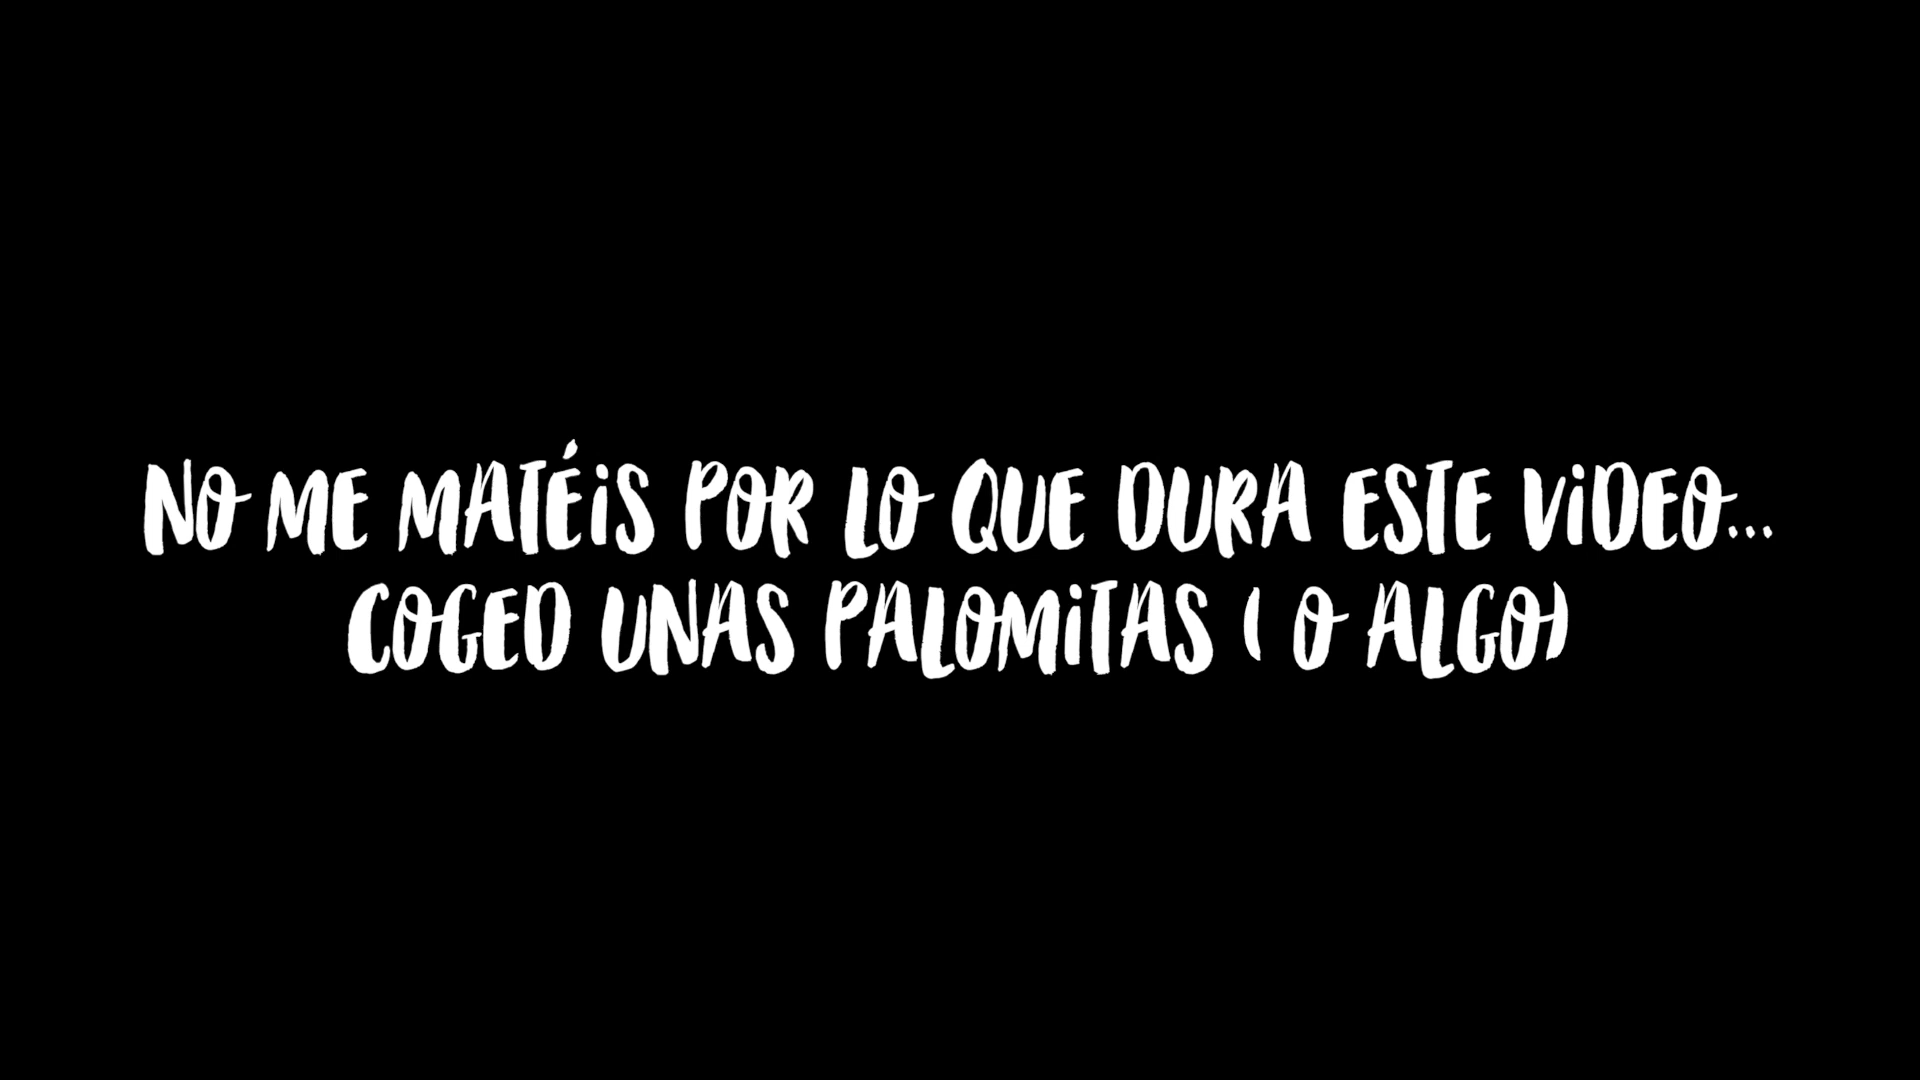 NO ME MATÉiS POR LO QUE DURA ESTE ViDEO...
COGED UNAS PALOMiTAS ( O ALGO)